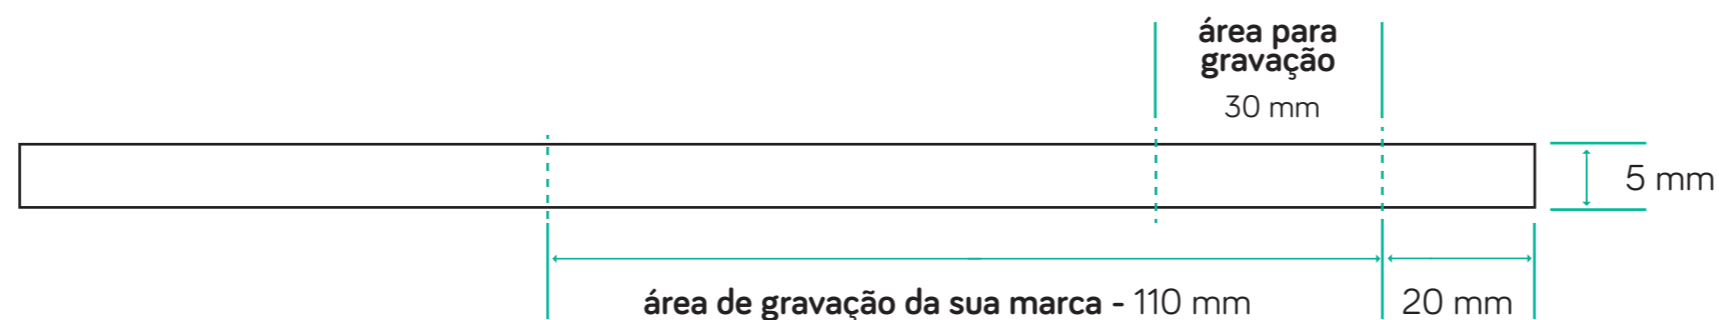 área para
gravação
30 mm
5 mm
área de gravação da sua marca - 110 mm
20 mm